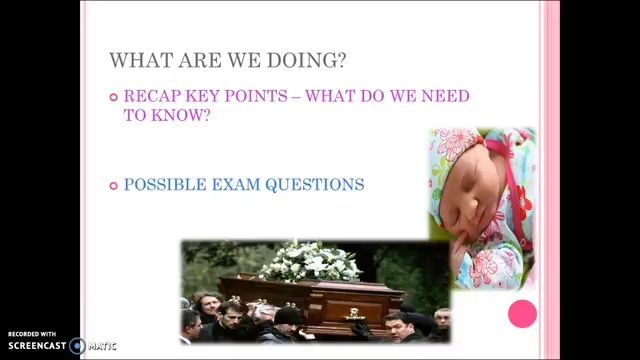 WHAT ARE WE DOING?
RECAP KEY POINTS – WHAT DO WE NEED
TO KNOW?
POSSIBLE EXAM QUESTIONS
RECORDED WITH
SCREENCAST MATIC